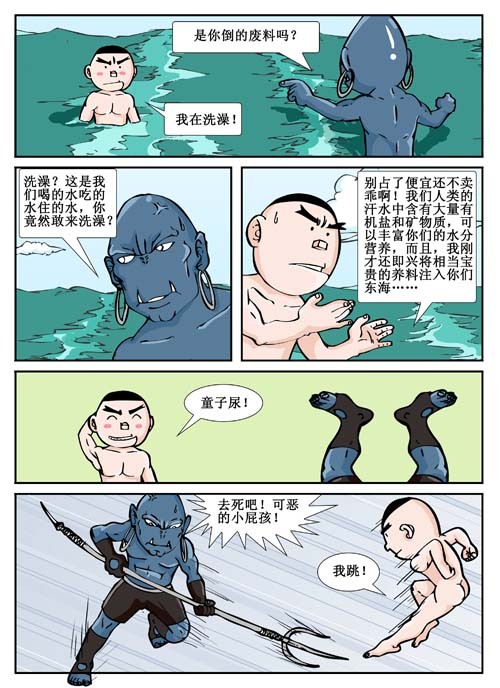 是你倒的废料吗？
我在洗澡！
洗澡？这是我
们喝的水吃的
水住的水，你
竟然敢来洗澡？
别占了便宜还不卖
乖啊！我们人类的
汗水中含有大量有
机盐和矿物质，可
以丰富你们的水分
营养，而且，我刚
才还即兴将相当宝
贵的养料注入你们
东海……
童子尿！
去死吧！可恶
的小屁孩！
我跳！